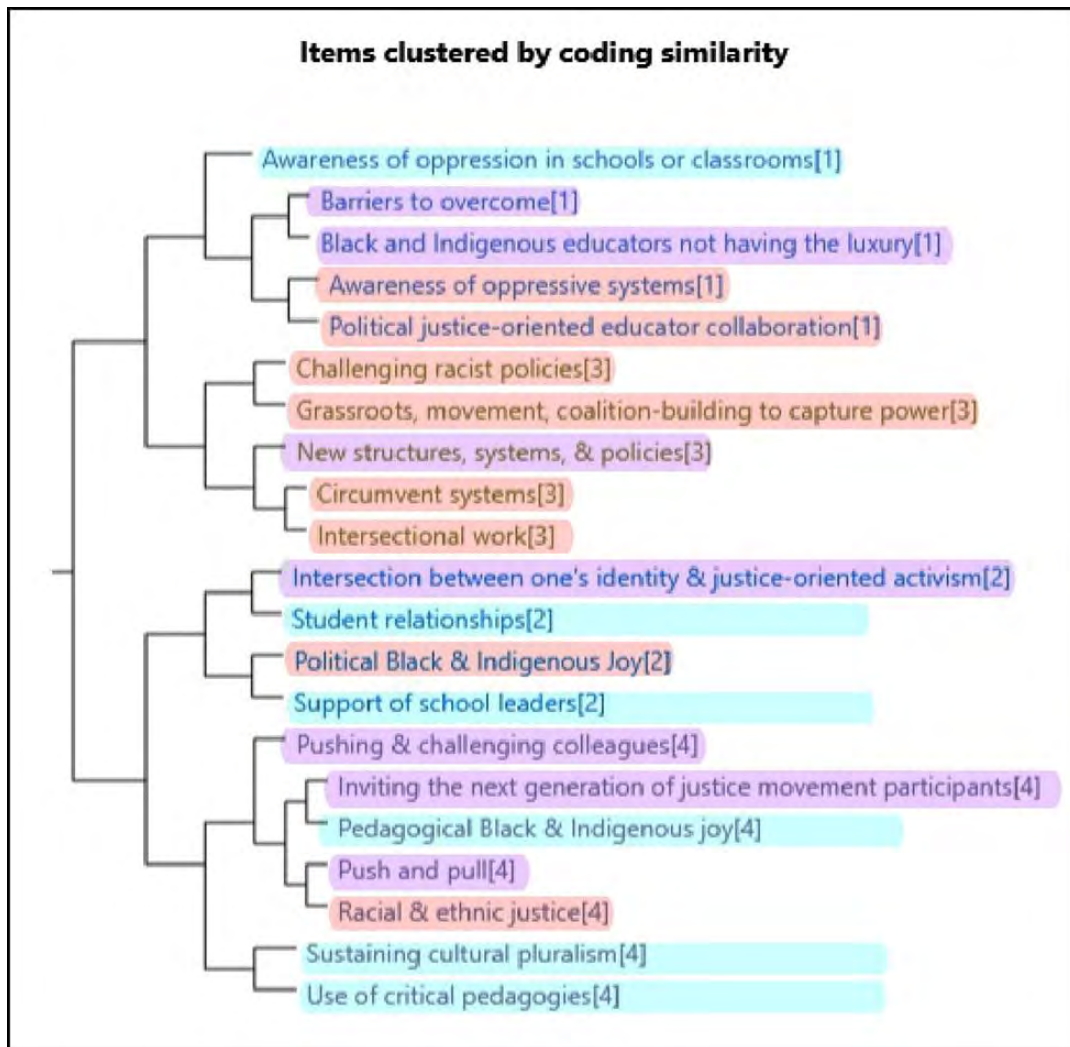 Items clustered by coding similarity
Awareness of oppression in schools or classrooms[1]
Barriers to overcome[1]
Black and Indigenous educators not having the luxury[1]
Awareness of oppressive systems[1]
Political justice-oriented educator collaboration[1]
Challenging racist policies[3]
Grassroots, movement, coalition-building to capture power[3]
New structures, systems, & policies[3]
Circumvent systems[3]
Intersectional work[3]
Intersection between one's identity & justice-oriented activism[2]
Student relationships[2]
Political Black & Indigenous Joy[2]
Support of school leaders[2]
Pushing & challenging colleagues[4]
Inviting the next generation of justice movement participants[4]
Pedagogical Black & Indigenous joy[4]
Push and pull[4]
Racial & ethnic justice[4]
Sustaining cultural pluralism[4]
Use of critical pedagogies[4]